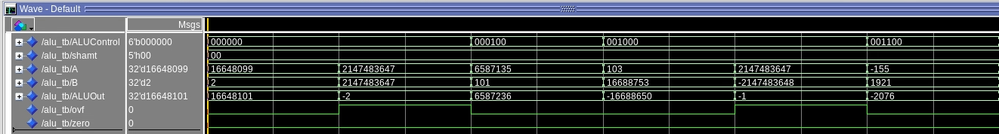 Wave - Default
Msgs
/alu_tb/ALUControl 6'b000000 000000 000100 001000 001100
/alu_tb/shamt 5'h00 00
/alu_tb/A 32'd16648099 16648099 2147483647 6587135 103 2147483647 -155
/alu_tb/B 32'd2 2 2147483647 101 16688753 -2147483648 1921
/alu_tb/ALUOut 32'd16648101 16648101 -2 6587236 -16688650 -1 -2076
/alu_tb/ovf 0
/alu_tb/zero 0